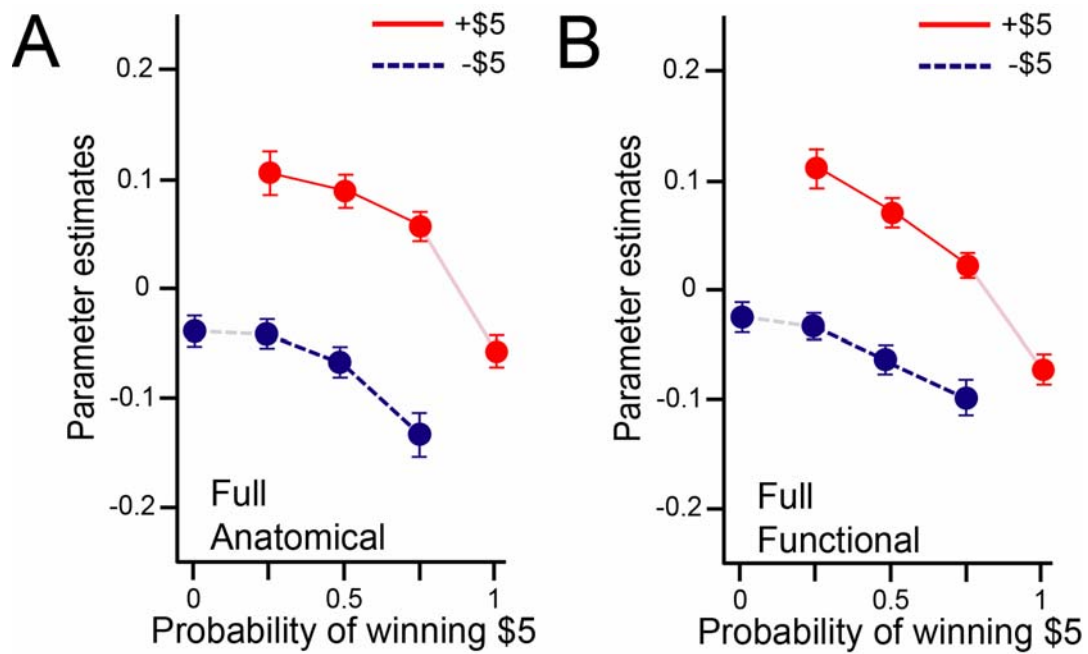 A
+$5
-$5
0.2
0.1
0
-0.1
-0.2
Parameter estimates
Full
Anatomical
0
0.5
1
Probability of winning $5
B
+$5
-$5
0.2
0.1
0
-0.1
-0.2
Parameter estimates
Full
Functional
0
0.5
1
Probability of winning $5